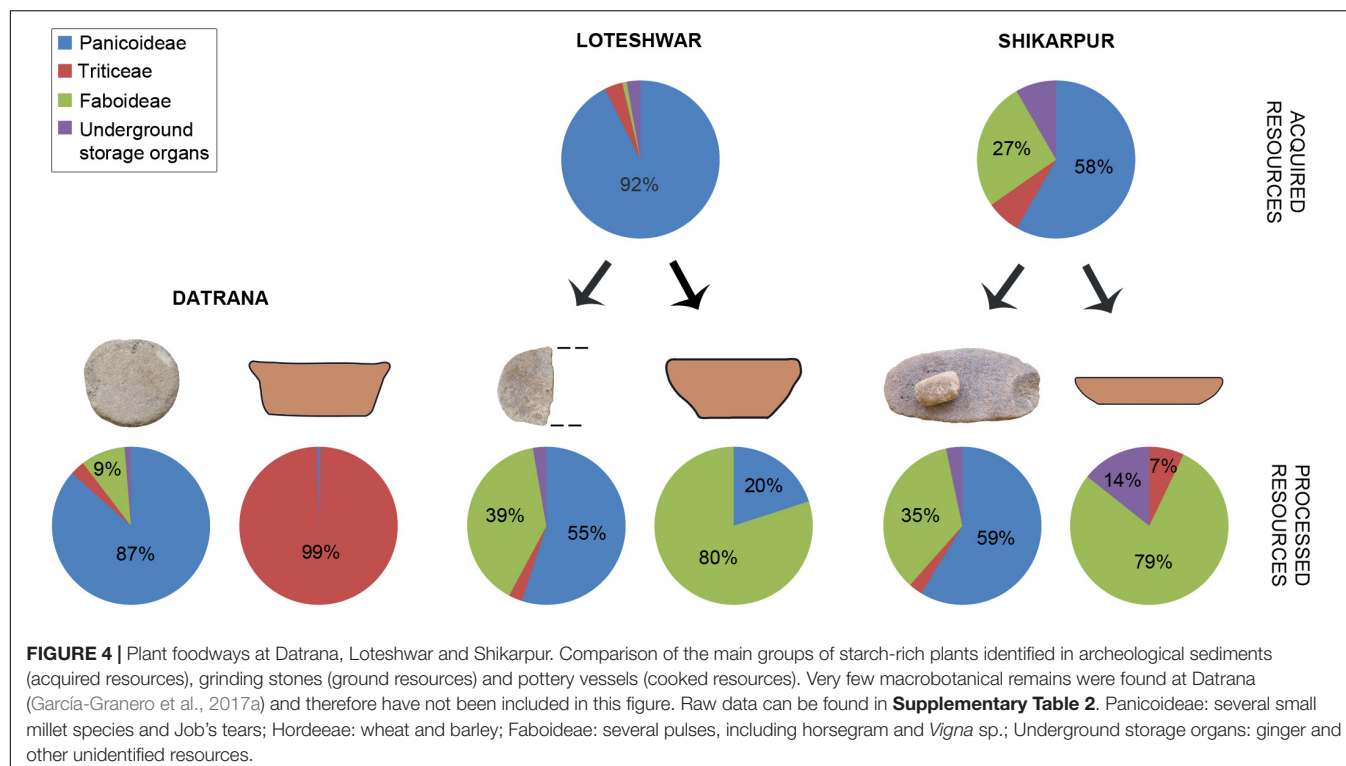 Panicoideae
Triticeae
Faboideae
Underground
storage organs
LOTESHWAR
SHIKARPUR
ACQUIRED
RESOURCES
92%
27%
58%
DATRANA
PROCESSED
RESOURCES
9%
87%
99%
39%
55%
20%
80%
35%
59%
14%
7%
79%
FIGURE 4 | Plant foodways at Datrana, Loteshwar and Shikarpur. Comparison of the main groups of starch-rich plants identified in archeological sediments
(acquired resources), grinding stones (ground resources) and pottery vessels (cooked resources). Very few macrobotanical remains were found at Datrana
(García-Granero et al., 2017a) and therefore have not been included in this figure. Raw data can be found in Supplementary Table 2. Panicoideae: several small
millet species and Job's tears; Hordeeae: wheat and barley; Faboideae: several pulses, including horsegram and Vigna sp.; Underground storage organs: ginger and
other unidentified resources.